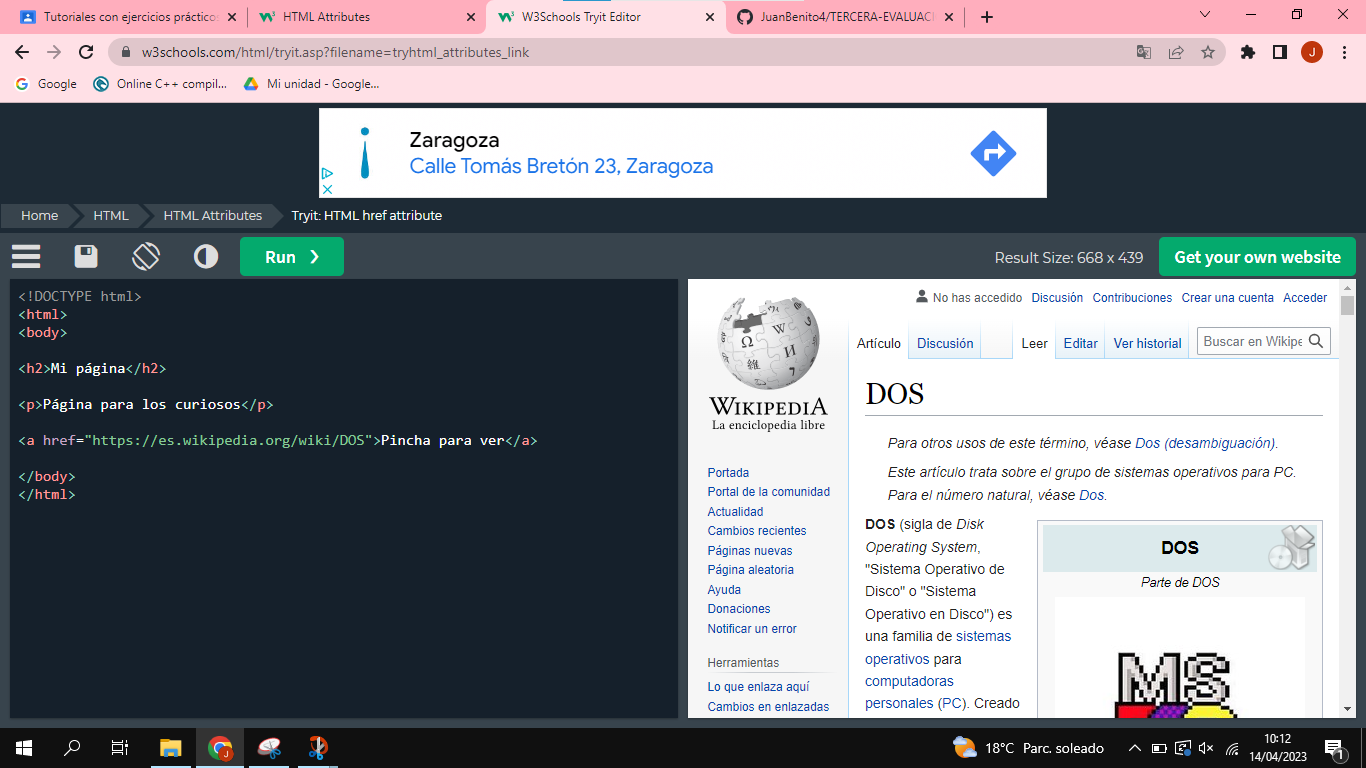 Tutoriales con ejercicios práctico
HTML Attributes
W3Schools Tryit Editor
JuanBenito4/TERCERA-EVALUAC
w3schools.com/html/tryit.asp?filename=tryhtml_attributes_link
J
Google
Online C++ compil...
Mi unidad - Google...
Zaragoza
Calle Tomás Bretón 23, Zaragoza
Home
HTML
HTML Attributes
Tryit: HTML href attribute
Run ❯
Result Size: 668 x 439
Get your own website
<!DOCTYPE html>
<html>
<body>
<h2>Mi página</h2>
<p>Página para los curiosos</p>
<a href="https://es.wikipedia.org/wiki/DOS">Pincha para ver</a>
</body>
</html>
No has accedido Discusión Contribuciones Crear una cuenta Acceder
Artículo Discusión Leer Editar Ver historial Buscar en Wikipe
WIKIPEDIA
La enciclopedia libre
Portada
Portal de la comunidad
Actualidad
Cambios recientes
Páginas nuevas
Página aleatoria
Ayuda
Donaciones
Notificar un error
Herramientas
Lo que enlaza aquí
Cambios en enlazadas
DOS
Para otros usos de este término, véase Dos (desambiguación).
Este artículo trata sobre el grupo de sistemas operativos para PC.
Para el número natural, véase Dos.
DOS (sigla de Disk
Operating System,
"Sistema Operativo de
Disco" o "Sistema
Operativo en Disco") es
una familia de sistemas
operativos para
computadoras
personales (PC). Creado
DOS
Parte de DOS
MS
J
18°C Parc. soleado
10:12
14/04/2023
1